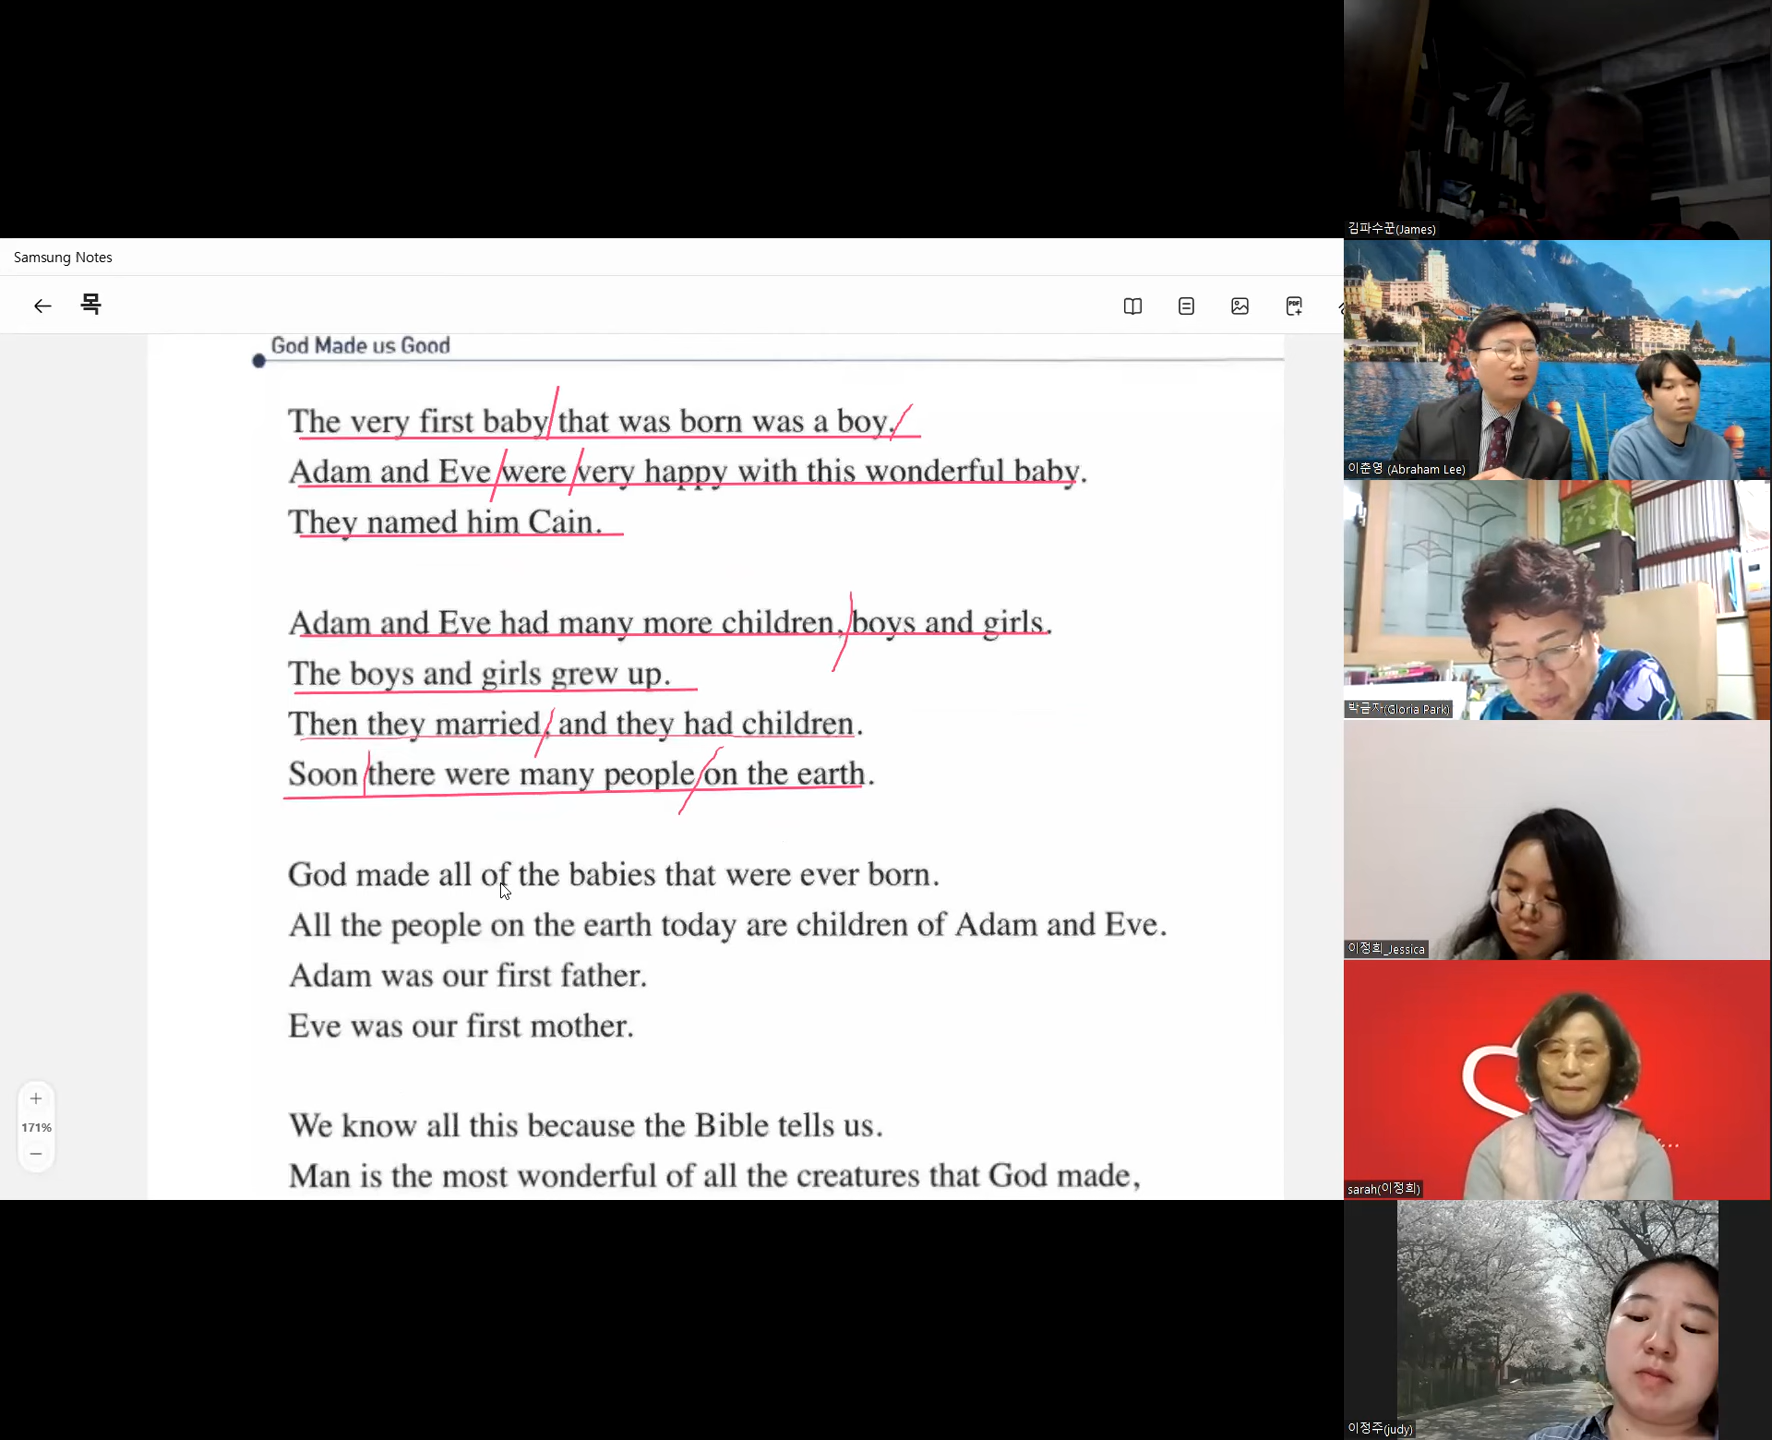 Samsung Notes
목
God Made us Good
The very first baby that was born was a boy.
Adam and Eve were very happy with this wonderful baby.
They named him Cain.
Adam and Eve had many more children, boys and girls.
The boys and girls grew up.
Then they married, and they had children.
Soon there were many people on the earth.
God made all of the babies that were ever born.
All the people on the earth today are children of Adam and Eve.
Adam was our first father.
Eve was our first mother.
We know all this because the Bible tells us.
Man is the most wonderful of all the creatures that God made,
171%
김파수꾼(James)
이준영 (Abraham Lee)
박금자(Gloria Park)
이정희_Jessica
sarah(이정희)
이정주(judy)